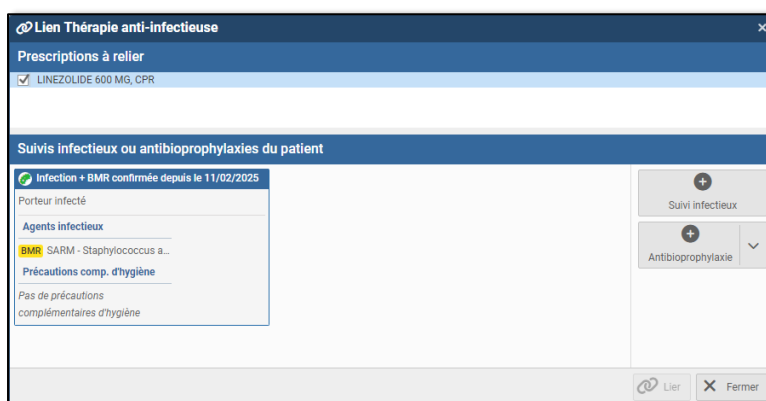 Lien Thérapie anti-infectieuse
Prescriptions à relier
LINEZOLIDE 600 MG, CPR
Suivis infectieux ou antibioprophylaxies du patient
Infection + BMR confirmée depuis le 11/02/2025
Porteur infecté
Agents infectieux
BMR SARM - Staphylococcus a...
Précautions comp. d'hygiène
Pas de précautions
complémentaires d'hygiène
Suivi infectieux
Antibioprophylaxie
Lier
Fermer